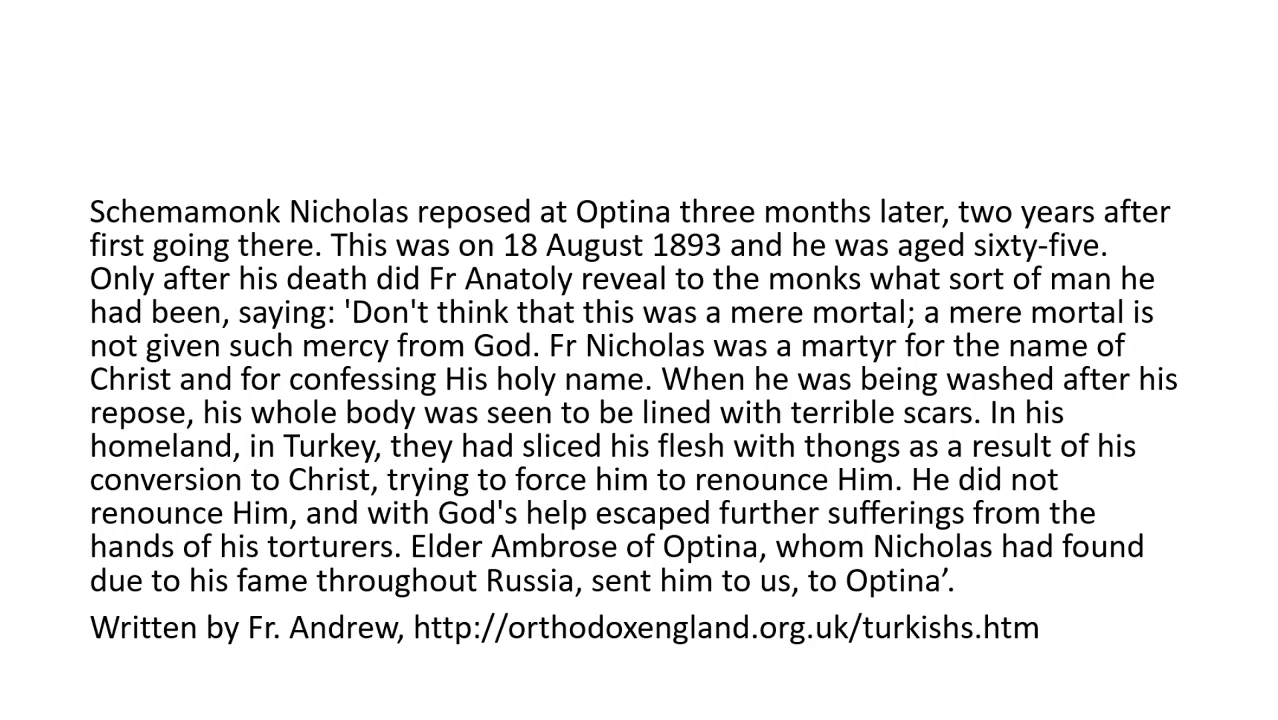 Schemamonk Nicholas reposed at Optina three months later, two years after
first going there. This was on 18 August 1893 and he was aged sixty-five.
Only after his death did Fr Anatoly reveal to the monks what sort of man he
had been, saying: 'Don't think that this was a mere mortal; a mere mortal is
not given such mercy from God. Fr Nicholas was a martyr for the name of
Christ and for confessing His holy name. When he was being washed after his
repose, his whole body was seen to be lined with terrible scars. In his
homeland, in Turkey, they had sliced his flesh with thongs as a result of his
conversion to Christ, trying to force him to renounce Him. He did not
renounce Him, and with God's help escaped further sufferings from the
hands of his torturers. Elder Ambrose of Optina, whom Nicholas had found
due to his fame throughout Russia, sent him to us, to Optina’.
Written by Fr. Andrew, http://orthodoxengland.org.uk/turkishs.htm